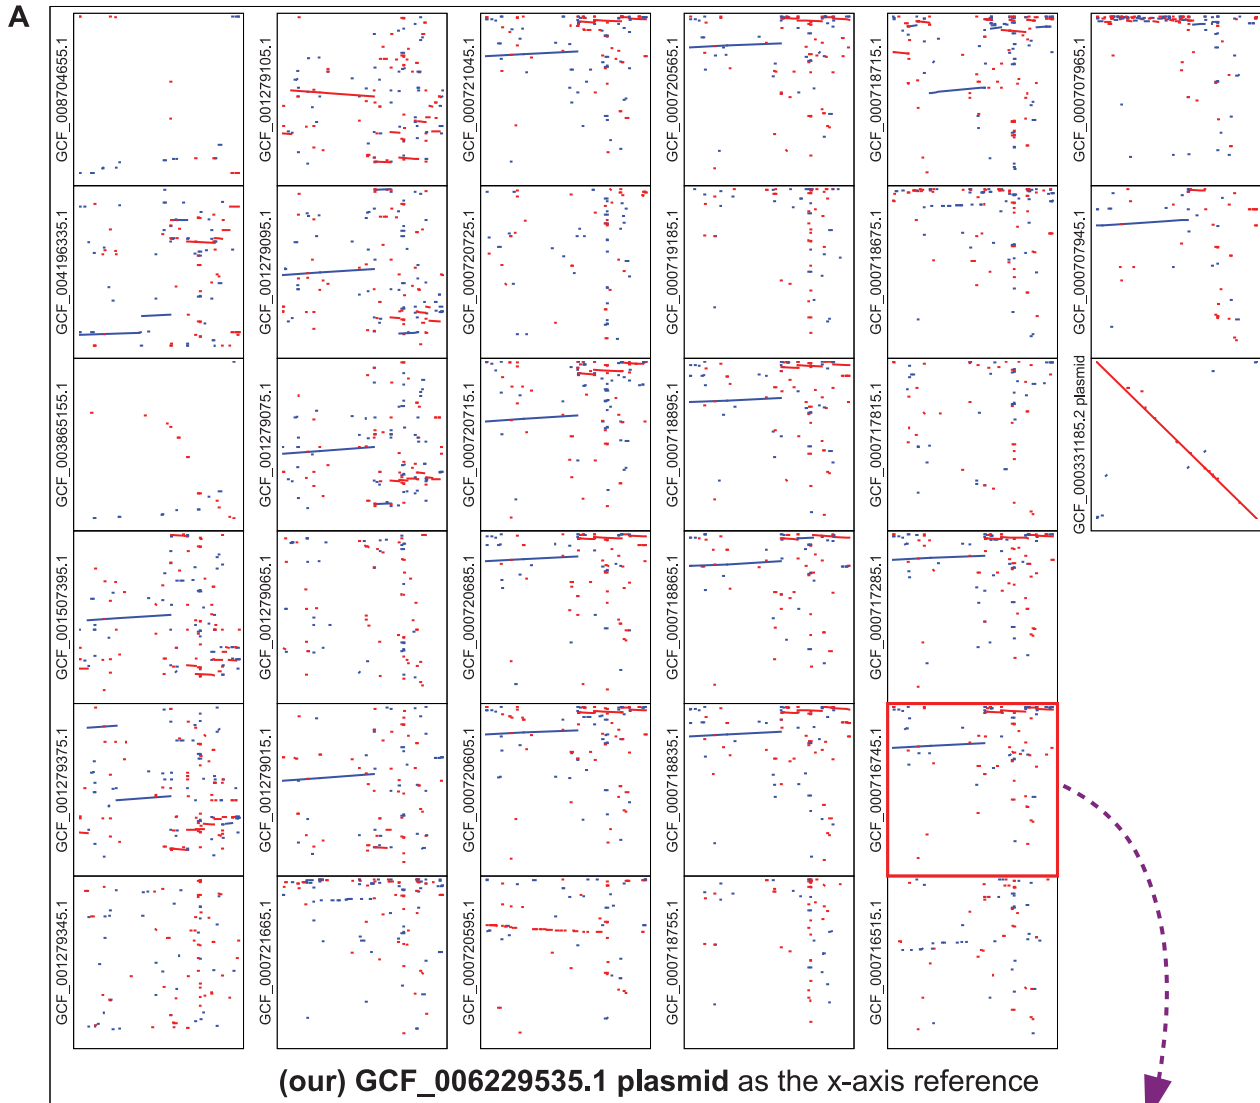 A
GCF_008704655.1
GCF_001279105.1
GCF_000721045.1
GCF_000720565.1
GCF_000718715.1
GCF_000707965.1
GCF_004196335.1
GCF_001279095.1
GCF_000720725.1
GCF_000719185.1
GCF_000718675.1
GCF_000707945.1
GCF_003865155.1
GCF_001279075.1
GCF_000720715.1
GCF_000718895.1
GCF_000717815.1
GCF_000331185.2 plasmid
GCF_001507395.1
GCF_001279065.1
GCF_000720685.1
GCF_000718865.1
GCF_000717285.1
GCF_001279375.1
GCF_001279015.1
GCF_000720605.1
GCF_000718835.1
GCF_000716745.1
GCF_001279345.1
GCF_000721665.1
GCF_000720595.1
GCF_000718755.1
GCF_000716515.1
(our) GCF_006229535.1 plasmid as the x-axis reference